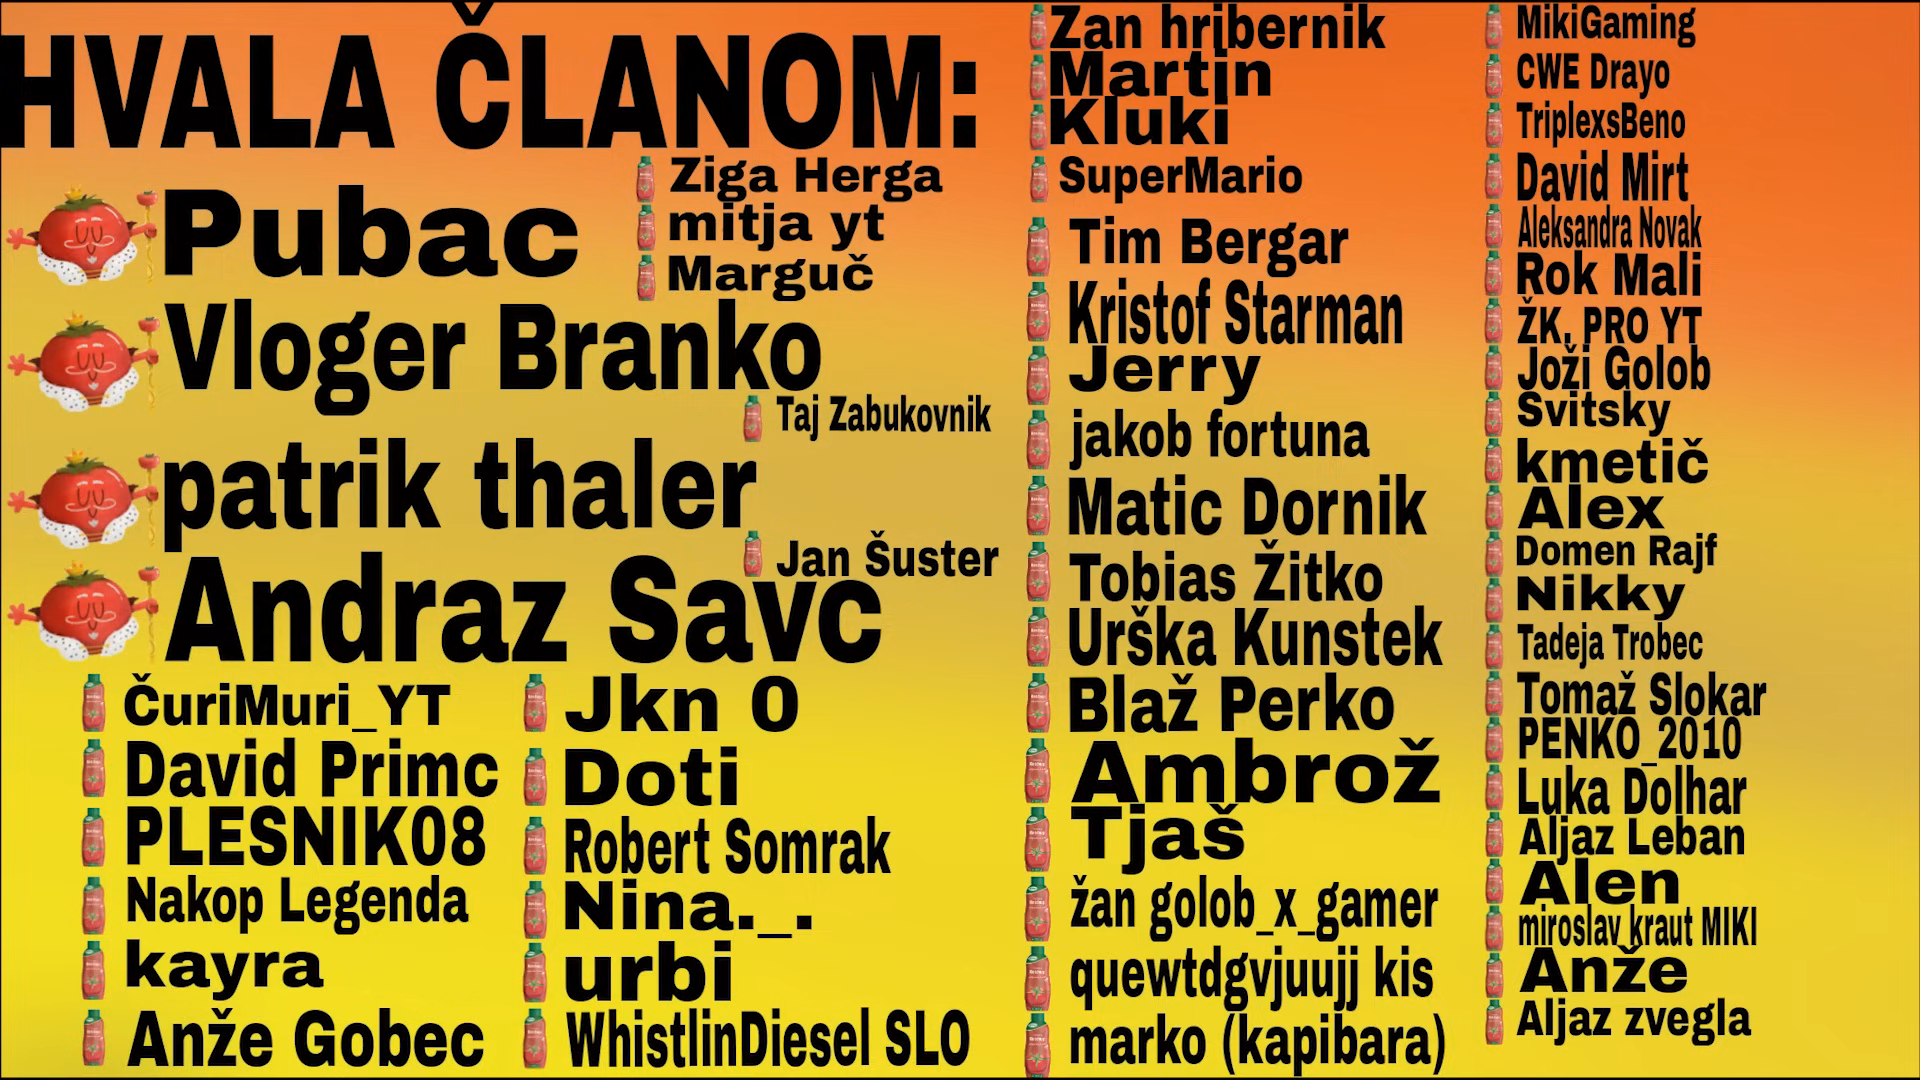 HVALA ČLANOM:
Pubac
Vloger Branko
patrik thaler
Andraz Savc
Ziga Herga
mitja yt
Marguč
Taj Zabukovnik
Jan Šuster
ČuriMuri_YT
David Primc
PLESNIK08
Nakop Legenda
kayra
Anže Gobec
Jkn 0
Doti
Robert Somrak
Nina._.
urbi
WhistlinDiesel SLO
Žan hribernik
Martin
Kluki
SuperMario
Tim Bergar
Kristof Starman
Jerry
jakob fortuna
Matic Dornik
Tobias Žitko
Urška Kunstek
Blaž Perko
Ambrož
Tjaš
žan golob_x_gamer
quewtdgvjuujj kis
marko (kapibara)
MikiGaming
CWE Drayo
TriplexsBeno
David Mirt
Aleksandra Novak
Rok Mali
ŽK, PRO YT
Joži Golob
Svitsky
kmetič
Alex
Domen Rajf
Nikky
Tadeja Trobec
Tomaž Slokar
PENKO_2010
Luka Dolhar
Aljaz Leban
Alen
miroslav kraut MIKI
Anže
Aljaz zvegla